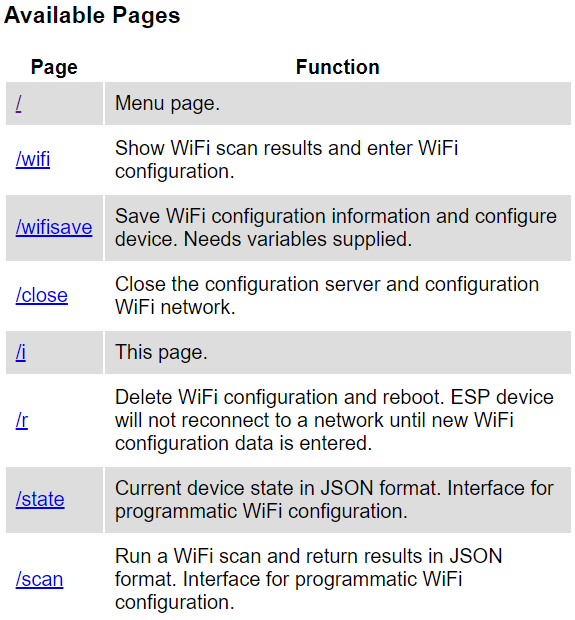 Available Pages
Page Function
/ Menu page.
/wifi Show WiFi scan results and enter WiFi
configuration.
/wifisave Save WiFi configuration information and configure
device. Needs variables supplied.
/close Close the configuration server and configuration
WiFi network.
/i This page.
/r Delete WiFi configuration and reboot. ESP device
will not reconnect to a network until new WiFi
configuration data is entered.
/state Current device state in JSON format. Interface for
programmatic WiFi configuration.
/scan Run a WiFi scan and return results in JSON
format. Interface for programmatic WiFi
configuration.